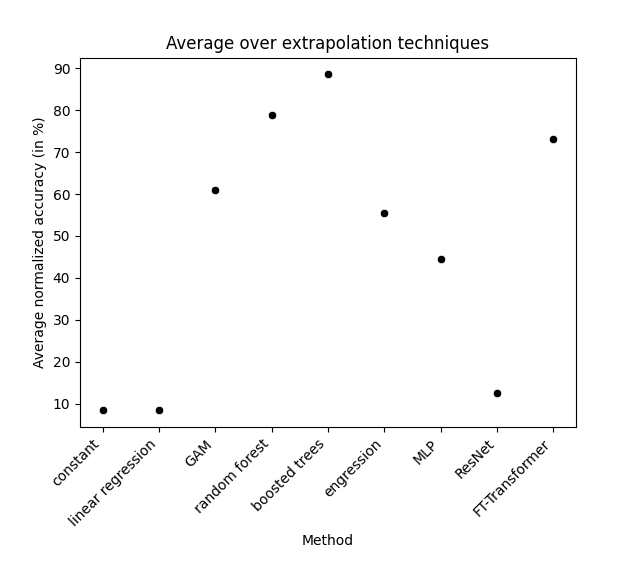 Average over extrapolation techniques
Average normalized accuracy (in %)
90
80
70
60
50
40
30
20
10
constant
linear regression
GAM
random forest
boosted trees
engression
MLP
ResNet
FT-Transformer
Method